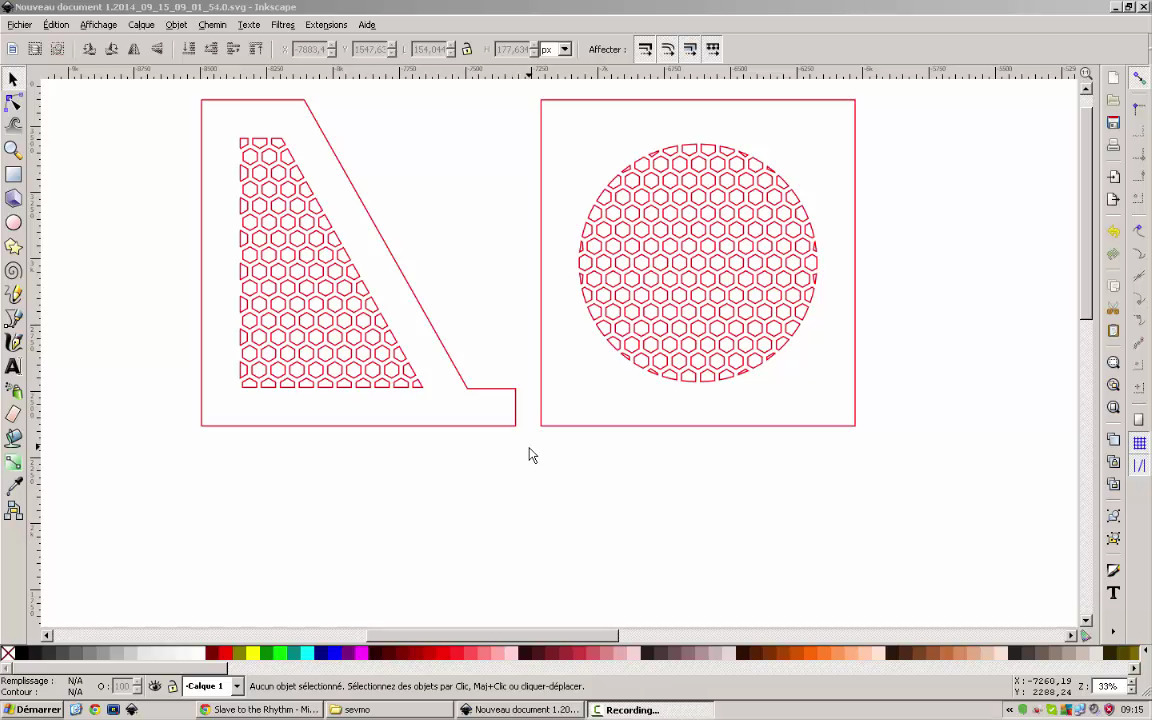 Nouveau document 1.2014_09_15_09_01_54.0.svg - Inkscape
Fichier Édition Affichage Calque Objet Chemin Texte Filtres Extensions Aide
X -7883,4 Y 1547,63 L 154,044 H 177,634 px Affecter :
Remplissage : N/A
Contour : N/A
O : 100
-Calque 1
Aucun objet sélectionné. Sélectionnez des objets par Clic, Maj+Clic ou cliquer-déplacer.
X :-7260,19
Y : 2288,24
Z : 33%
Démarrer Slave to the Rhythm - Mi... sevmo Nouveau document 1.20... Recording... 09:15